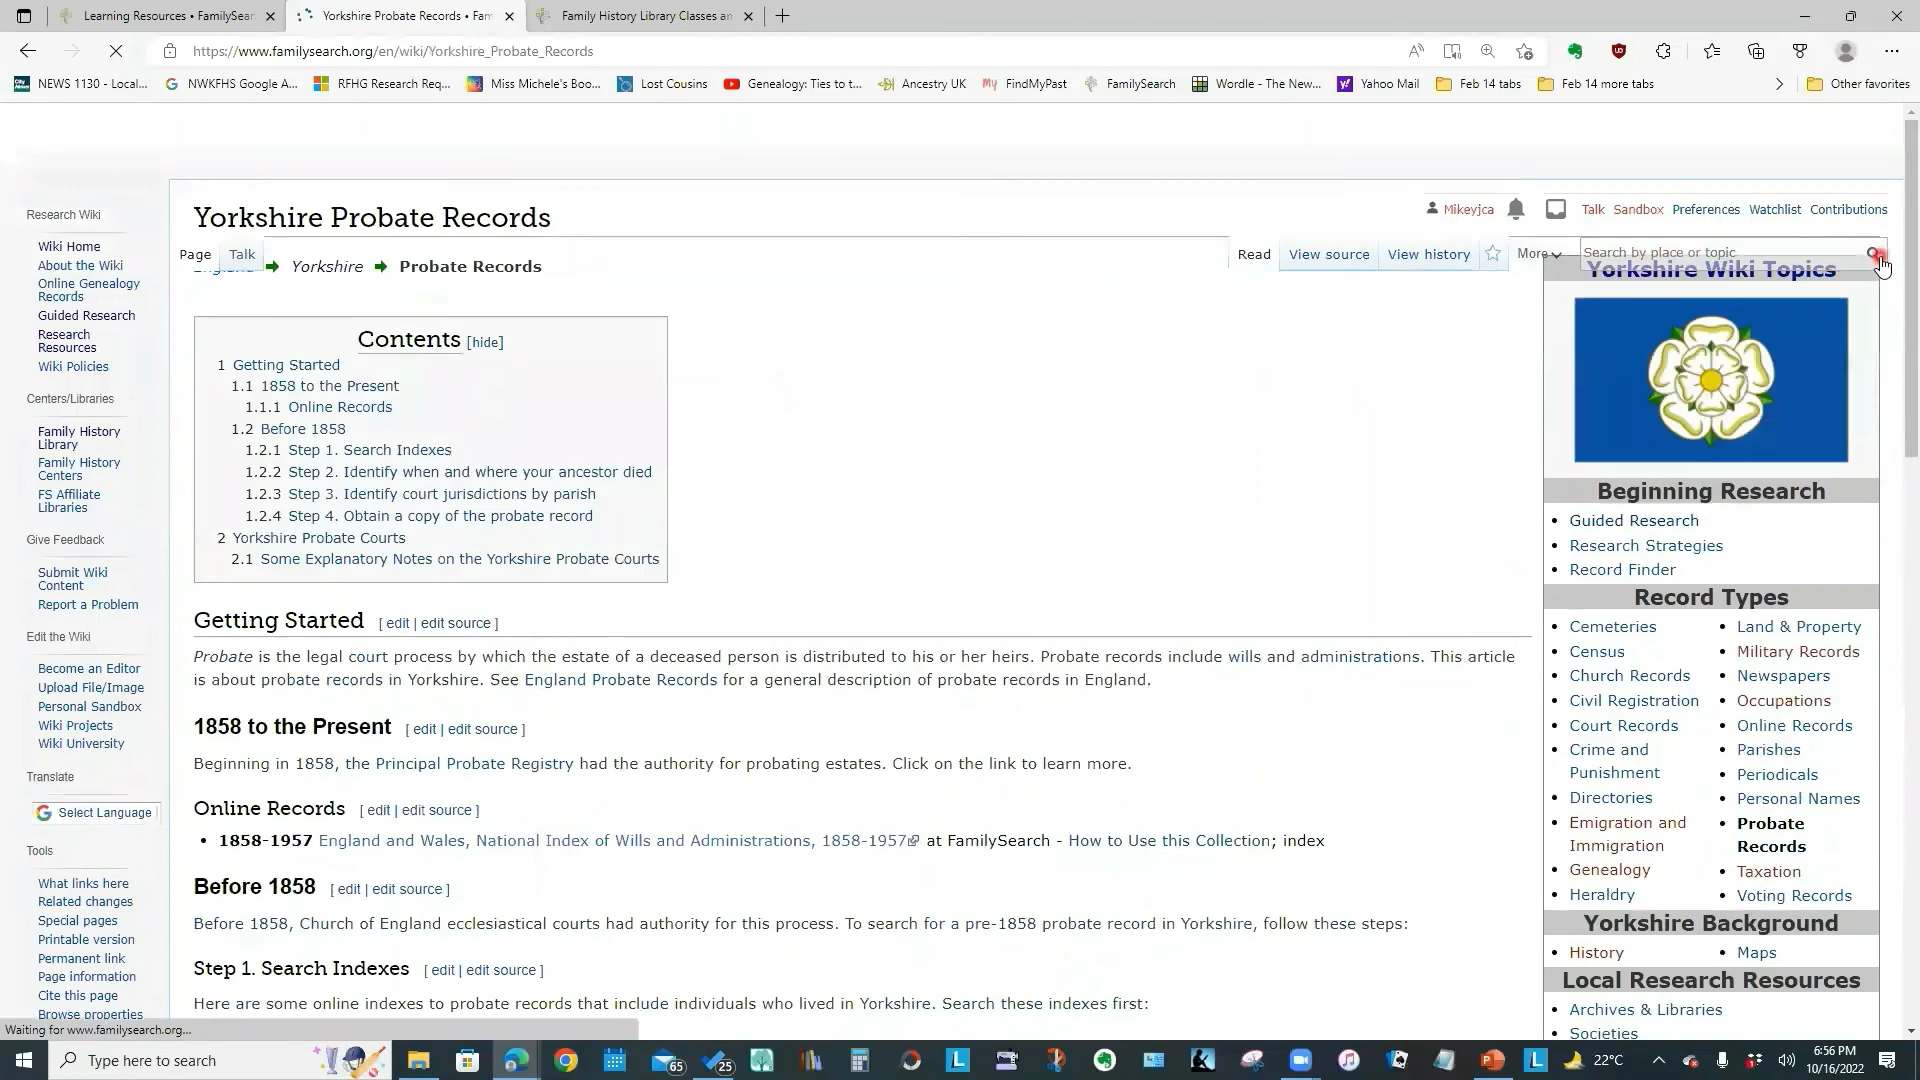 Learning Resources • FamilySear
Yorkshire Probate Records • Fam
Family History Library Classes an
https://www.familysearch.org/en/wiki/Yorkshire_Probate_Records
NEWS 1130 - Local...
NWKFHS Google A...
RFHG Research Req...
Miss Michele's Boo...
Lost Cousins
Genealogy: Ties to t...
Ancestry UK
FindMyPast
FamilySearch
Wordle - The New...
Yahoo Mail
Feb 14 tabs
Feb 14 more tabs
Other favorites
Research Wiki
Wiki Home
About the Wiki
Online Genealogy
Records
Guided Research
Research
Resources
Wiki Policies
Centers/Libraries
Family History
Library
Family History
Centers
FS Affiliate
Libraries
Give Feedback
Submit Wiki
Content
Report a Problem
Edit the Wiki
Become an Editor
Upload File/Image
Personal Sandbox
Wiki Projects
Wiki University
Translate
Select Language
Tools
What links here
Related changes
Special pages
Printable version
Permanent link
Page information
Cite this page
Browse properties
Yorkshire Probate Records
Mikeyjca
Talk Sandbox Preferences Watchlist Contributions
Page Talk
Read View source View history More
Search by place or topic
England Yorkshire Probate Records
Contents [hide]
1 Getting Started
1.1 1858 to the Present
1.1.1 Online Records
1.2 Before 1858
1.2.1 Step 1. Search Indexes
1.2.2 Step 2. Identify when and where your ancestor died
1.2.3 Step 3. Identify court jurisdictions by parish
1.2.4 Step 4. Obtain a copy of the probate record
2 Yorkshire Probate Courts
2.1 Some Explanatory Notes on the Yorkshire Probate Courts
Getting Started [ edit | edit source ]
Probate is the legal court process by which the estate of a deceased person is distributed to his or her heirs. Probate records include wills and administrations. This article
is about probate records in Yorkshire. See England Probate Records for a general description of probate records in England.
1858 to the Present [ edit | edit source ]
Beginning in 1858, the Principal Probate Registry had the authority for probating estates. Click on the link to learn more.
Online Records [ edit | edit source ]
• 1858-1957 England and Wales, National Index of Wills and Administrations, 1858-1957 at FamilySearch - How to Use this Collection; index
Before 1858 [ edit | edit source ]
Before 1858, Church of England ecclesiastical courts had authority for this process. To search for a pre-1858 probate record in Yorkshire, follow these steps:
Step 1. Search Indexes [ edit | edit source ]
Here are some online indexes to probate records that include individuals who lived in Yorkshire. Search these indexes first:
Yorkshire Wiki Topics
Beginning Research
• Guided Research
• Research Strategies
• Record Finder
Record Types
• Cemeteries
• Census
• Church Records
• Civil Registration
• Court Records
• Crime and
Punishment
• Directories
• Emigration and
Immigration
• Genealogy
• Heraldry
• Land & Property
• Military Records
• Newspapers
• Occupations
• Online Records
• Parishes
• Periodicals
• Personal Names
• Probate
Records
• Taxation
• Voting Records
Yorkshire Background
• History
• Maps
Local Research Resources
• Archives & Libraries
• Societies
Waiting for www.familysearch.org...
Type here to search
65
25
22°C
6:56 PM
10/16/2022